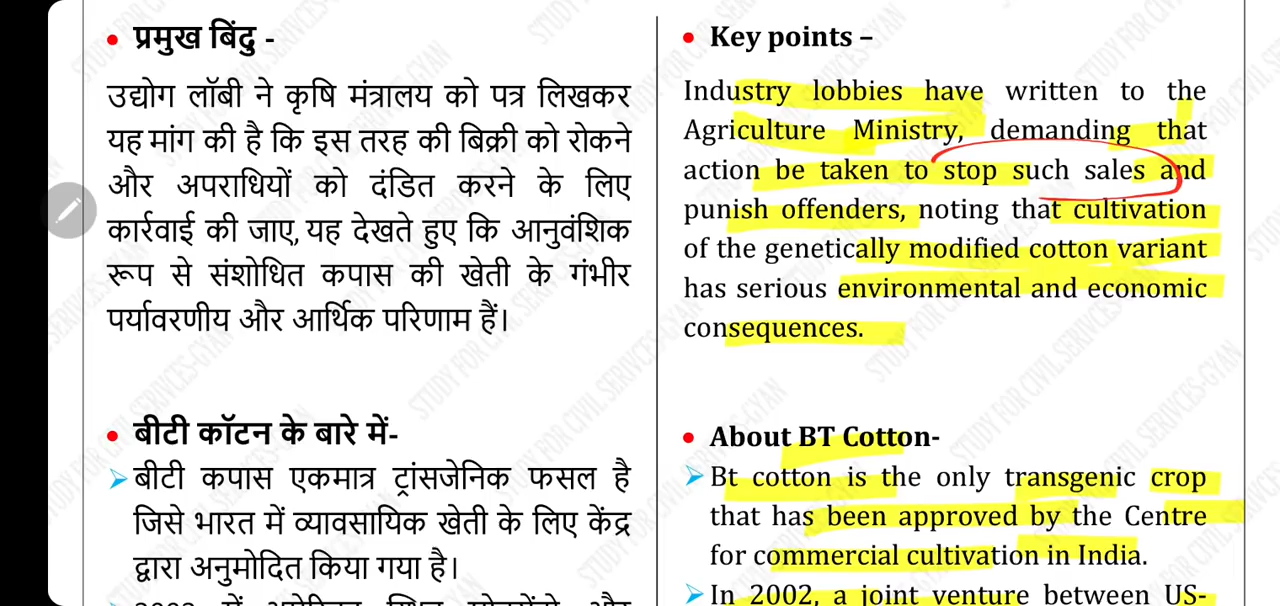 • प्रमुख बिंदु -
उद्योग लॉबी ने कृषि मंत्रालय को पत्र लिखकर
यह मांग की है कि इस तरह की बिक्री को रोकने
और अपराधियों को दंडित करने के लिए
कार्रवाई की जाए, यह देखते हुए कि आनुवंशिक
रूप से संशोधित कपास की खेती के गंभीर
पर्यावरणीय और आर्थिक परिणाम हैं।
• बीटी कॉटन के बारे में-
➢ बीटी कपास एकमात्र ट्रांसजेनिक फसल है
जिसे भारत में व्यावसायिक खेती के लिए केंद्र
द्वारा अनुमोदित किया गया है।
• Key points –
Industry lobbies have written to the
Agriculture Ministry, demanding that
action be taken to stop such sales and
punish offenders, noting that cultivation
of the genetically modified cotton variant
has serious environmental and economic
consequences.
• About BT Cotton-
➢ Bt cotton is the only transgenic crop
that has been approved by the Centre
for commercial cultivation in India.
➢ In 2002, a joint venture between US-
STUDY FOR CIVIL SERIVCES-GYAN